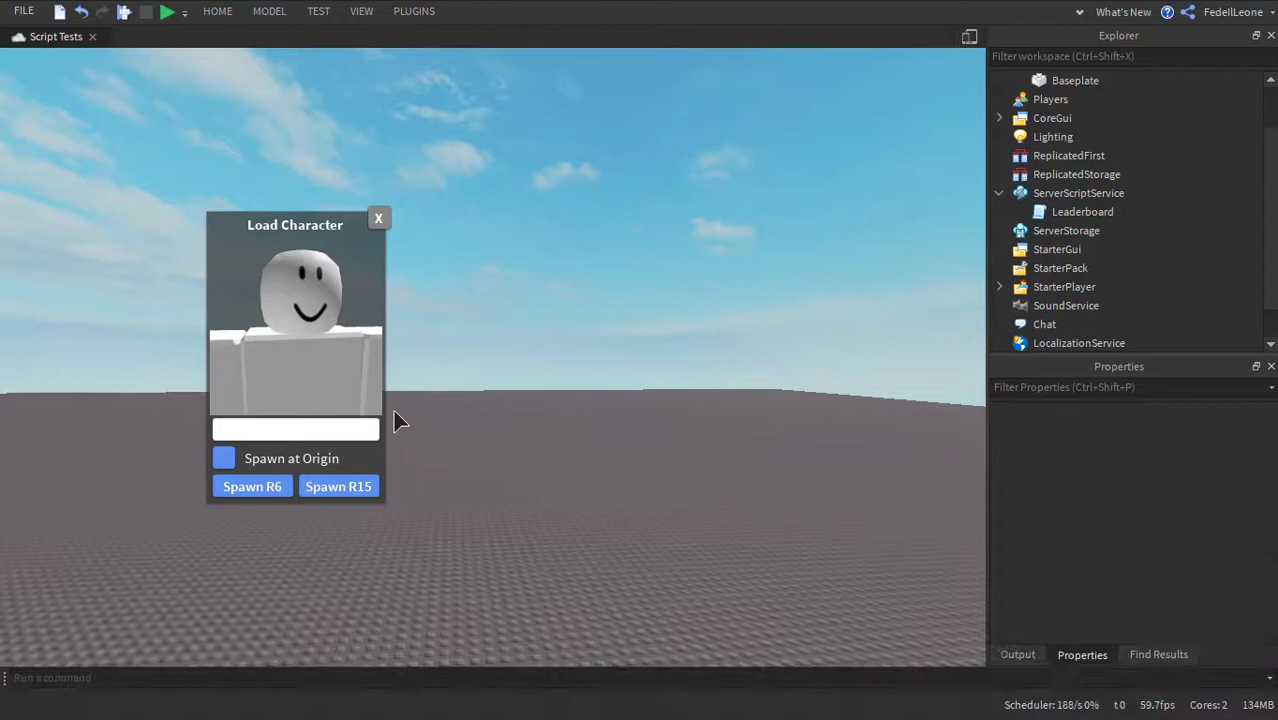 FILE HOME MODEL TEST VIEW PLUGINS What's New FedeIlLeone
Script Tests
Explorer
Filter workspace (Ctrl+Shift+X)
Baseplate
Players
CoreGui
Lighting
ReplicatedFirst
ReplicatedStorage
ServerScriptService
Leaderboard
ServerStorage
StarterGui
StarterPack
StarterPlayer
SoundService
Chat
LocalizationService
Load Character X
Spawn at Origin
Spawn R6 Spawn R15
Properties
Filter Properties (Ctrl+Shift+P)
Output Properties Find Results
Run a command
Scheduler: 188/s 0% t 0 59.7fps Cores: 2 134MB